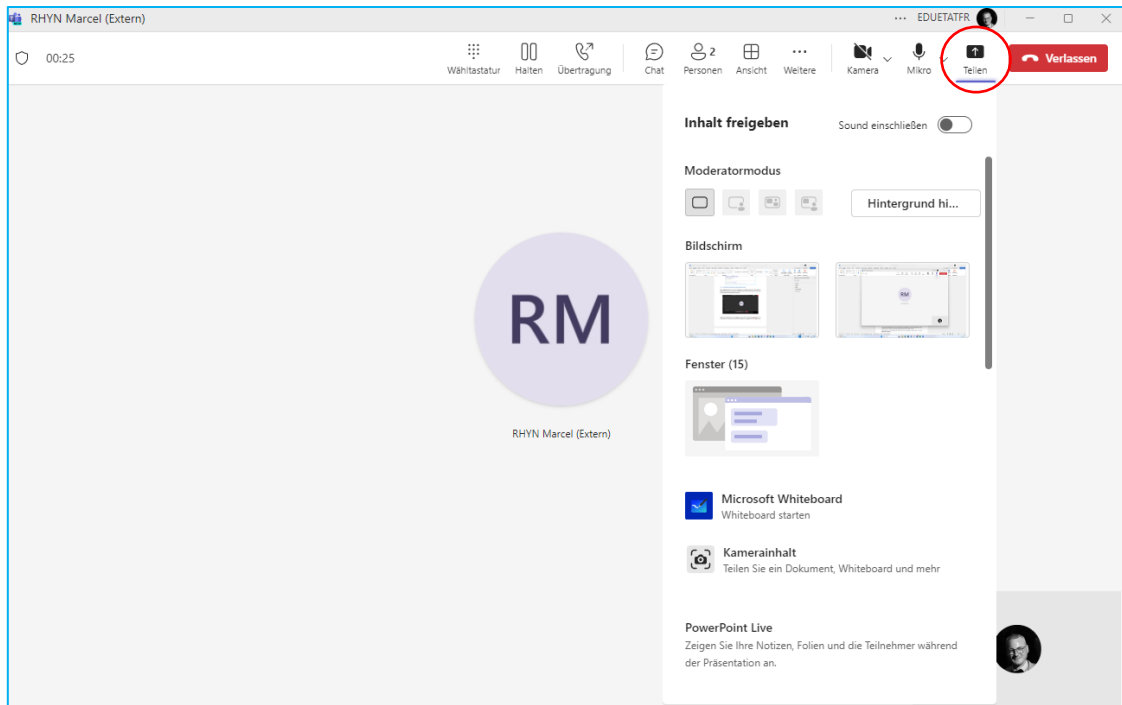 RHYN Marcel (Extern)
EDUETATFR
00:25
Wähltastatur
Halten
Übertragung
Chat
2
Personen
Ansicht
Weitere
Kamera
Mikro
Teilen
Verlassen
Inhalt freigeben
Sound einschließen
Moderatormodus
Hintergrund hi...
Bildschirm
RM
Fenster (15)
RM
RHYN Marcel (Extern)
Microsoft Whiteboard
Whiteboard starten
Kamerainhalt
Teilen Sie ein Dokument, Whiteboard und mehr
PowerPoint Live
Zeigen Sie Ihre Notizen, Folien und die Teilnehmer während
der Präsentation an.